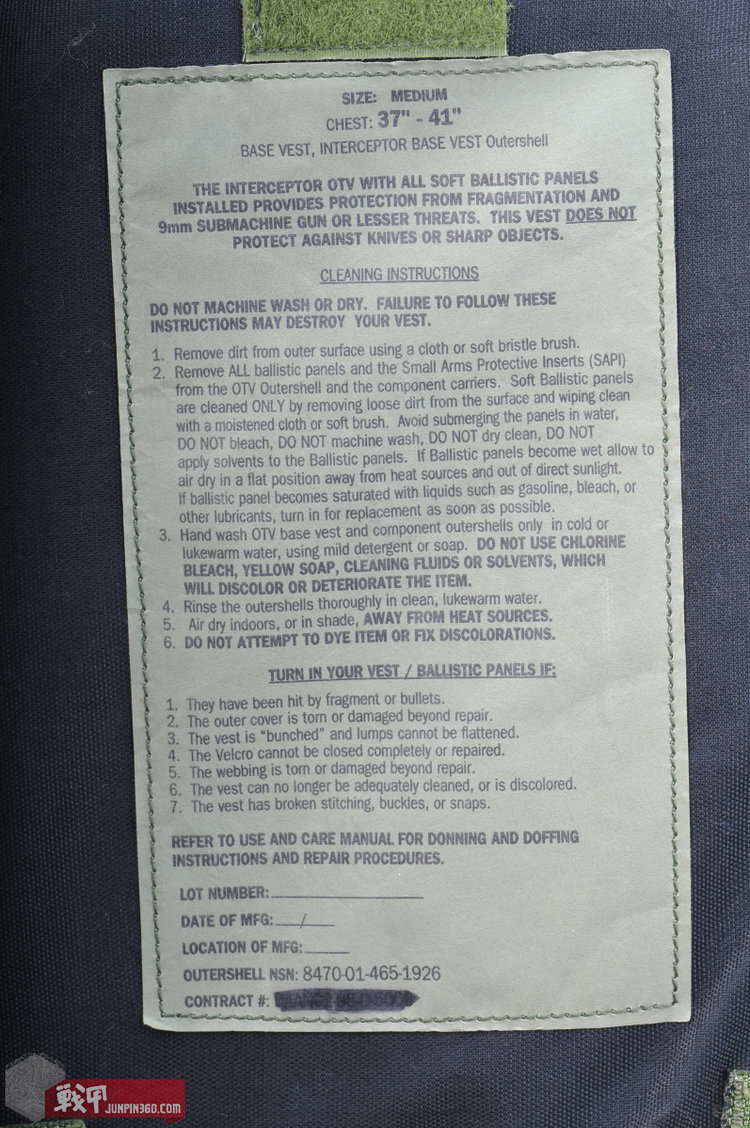 SIZE: MEDIUM
CHEST: 37" - 41"
BASE VEST, INTERCEPTOR BASE VEST Outershell
THE INTERCEPTOR OTV WITH ALL SOFT BALLISTIC PANELS
INSTALLED PROVIDES PROTECTION FROM FRAGMENTATION AND
9mm SUBMACHINE GUN OR LESSER THREATS. THIS VEST DOES NOT
PROTECT AGAINST KNIVES OR SHARP OBJECTS.
CLEANING INSTRUCTIONS
DO NOT MACHINE WASH OR DRY. FAILURE TO FOLLOW THESE
INSTRUCTIONS MAY DESTROY YOUR VEST.
1. Remove dirt from outer surface using a cloth or soft bristle brush.
2. Remove ALL ballistic panels and the Small Arms Protective Inserts (SAPI)
from the OTV Outershell and the component carriers. Soft Ballistic panels
are cleaned ONLY by removing loose dirt from the surface and wiping clean
with a moistened cloth or soft brush. Avoid submerging the panels in water,
DO NOT bleach, DO NOT machine wash, DO NOT dry clean, DO NOT
apply solvents to the Ballistic panels. If Ballistic panels become wet allow to
air dry in a flat position away from heat sources and out of direct sunlight.
If ballistic panel becomes saturated with liquids such as gasoline, bleach, or
other lubricants, turn in for replacement as soon as possible.
3. Hand wash OTV base vest and component outershells only in cold or
lukewarm water, using mild detergent or soap. DO NOT USE CHLORINE
BLEACH, YELLOW SOAP, CLEANING FLUIDS OR SOLVENTS, WHICH
WILL DISCOLOR OR DETERIORATE THE ITEM.
4. Rinse the outershells thoroughly in clean, lukewarm water.
5. Air dry indoors, or in shade, AWAY FROM HEAT SOURCES.
6. DO NOT ATTEMPT TO DYE ITEM OR FIX DISCOLORATIONS.
TURN IN YOUR VEST / BALLISTIC PANELS IF:
1. They have been hit by fragment or bullets.
2. The outer cover is torn or damaged beyond repair.
3. The vest is "bunched" and lumps cannot be flattened.
4. The Velcro cannot be closed completely or repaired.
5. The webbing is torn or damaged beyond repair.
6. The vest can no longer be adequately cleaned, or is discolored.
7. The vest has broken stitching, buckles, or snaps.
REFER TO USE AND CARE MANUAL FOR DONNING AND DOFFING
INSTRUCTIONS AND REPAIR PROCEDURES.
LOT NUMBER:
DATE OF MFG: /
LOCATION OF MFG:
OUTERSHELL NSN: 8470-01-465-1926
CONTRACT #:
戦甲 JUNPIN360.COM